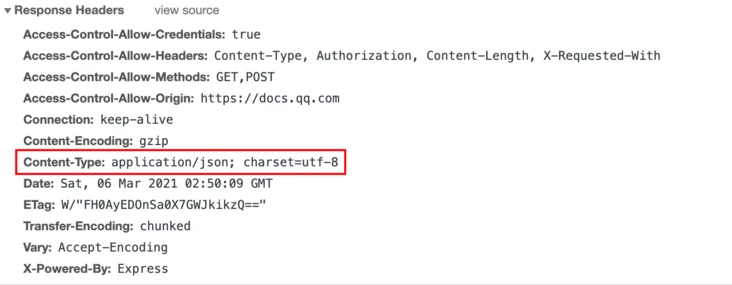 Response Headers view source
Access-Control-Allow-Credentials: true
Access-Control-Allow-Headers: Content-Type, Authorization, Content-Length, X-Requested-With
Access-Control-Allow-Methods: GET,POST
Access-Control-Allow-Origin: https://docs.qq.com
Connection: keep-alive
Content-Encoding: gzip
Content-Type: application/json; charset=utf-8
Date: Sat, 06 Mar 2021 02:50:09 GMT
ETag: W/"FH0AyEDOnSa0X7GWJkikzQ=="
Transfer-Encoding: chunked
Vary: Accept-Encoding
X-Powered-By: Express